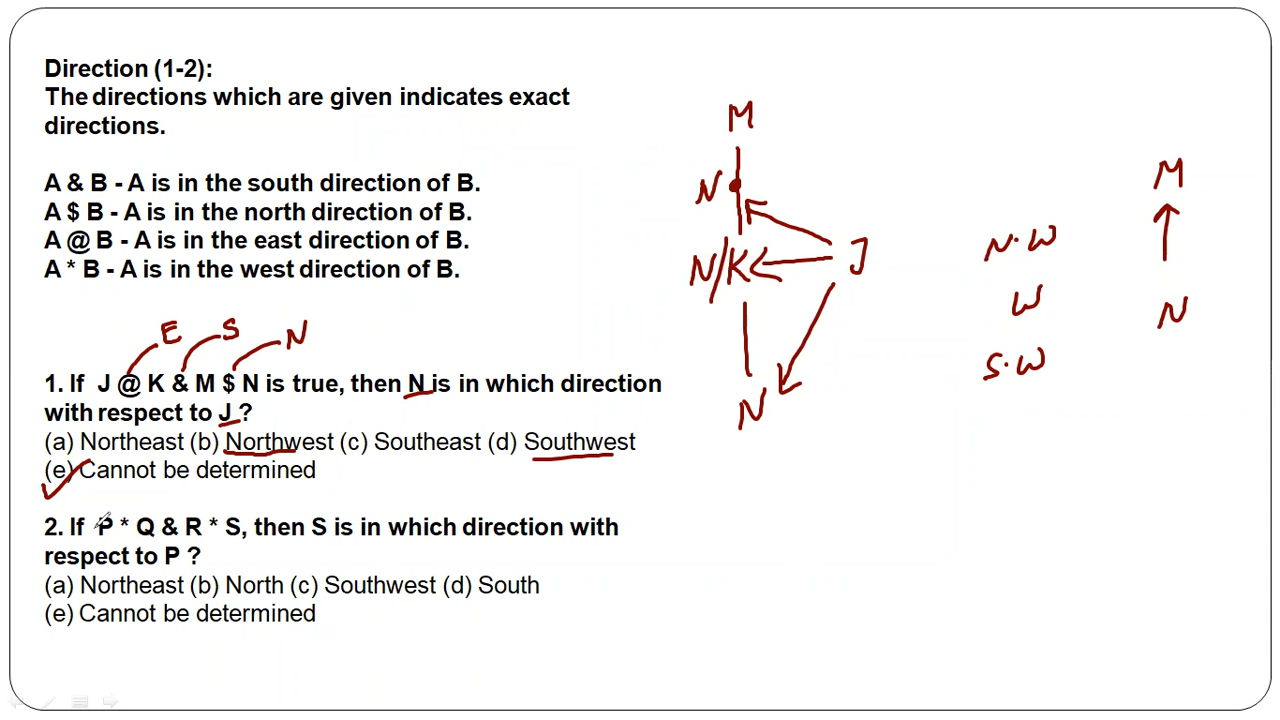 Direction (1-2):
The directions which are given indicates exact
directions.
A & B - A is in the south direction of B.
A $ B - A is in the north direction of B.
A @ B - A is in the east direction of B.
A * B - A is in the west direction of B.
E S N
1. If J @ K & M $ N is true, then N is in which direction
with respect to J ?
(a) Northeast (b) Northwest (c) Southeast (d) Southwest
(e) Cannot be determined
2. If P * Q & R * S, then S is in which direction with
respect to P ?
(a) Northeast (b) North (c) Southwest (d) South
(e) Cannot be determined
M
N
N/K J
N
N.W
W
S.W
M
N